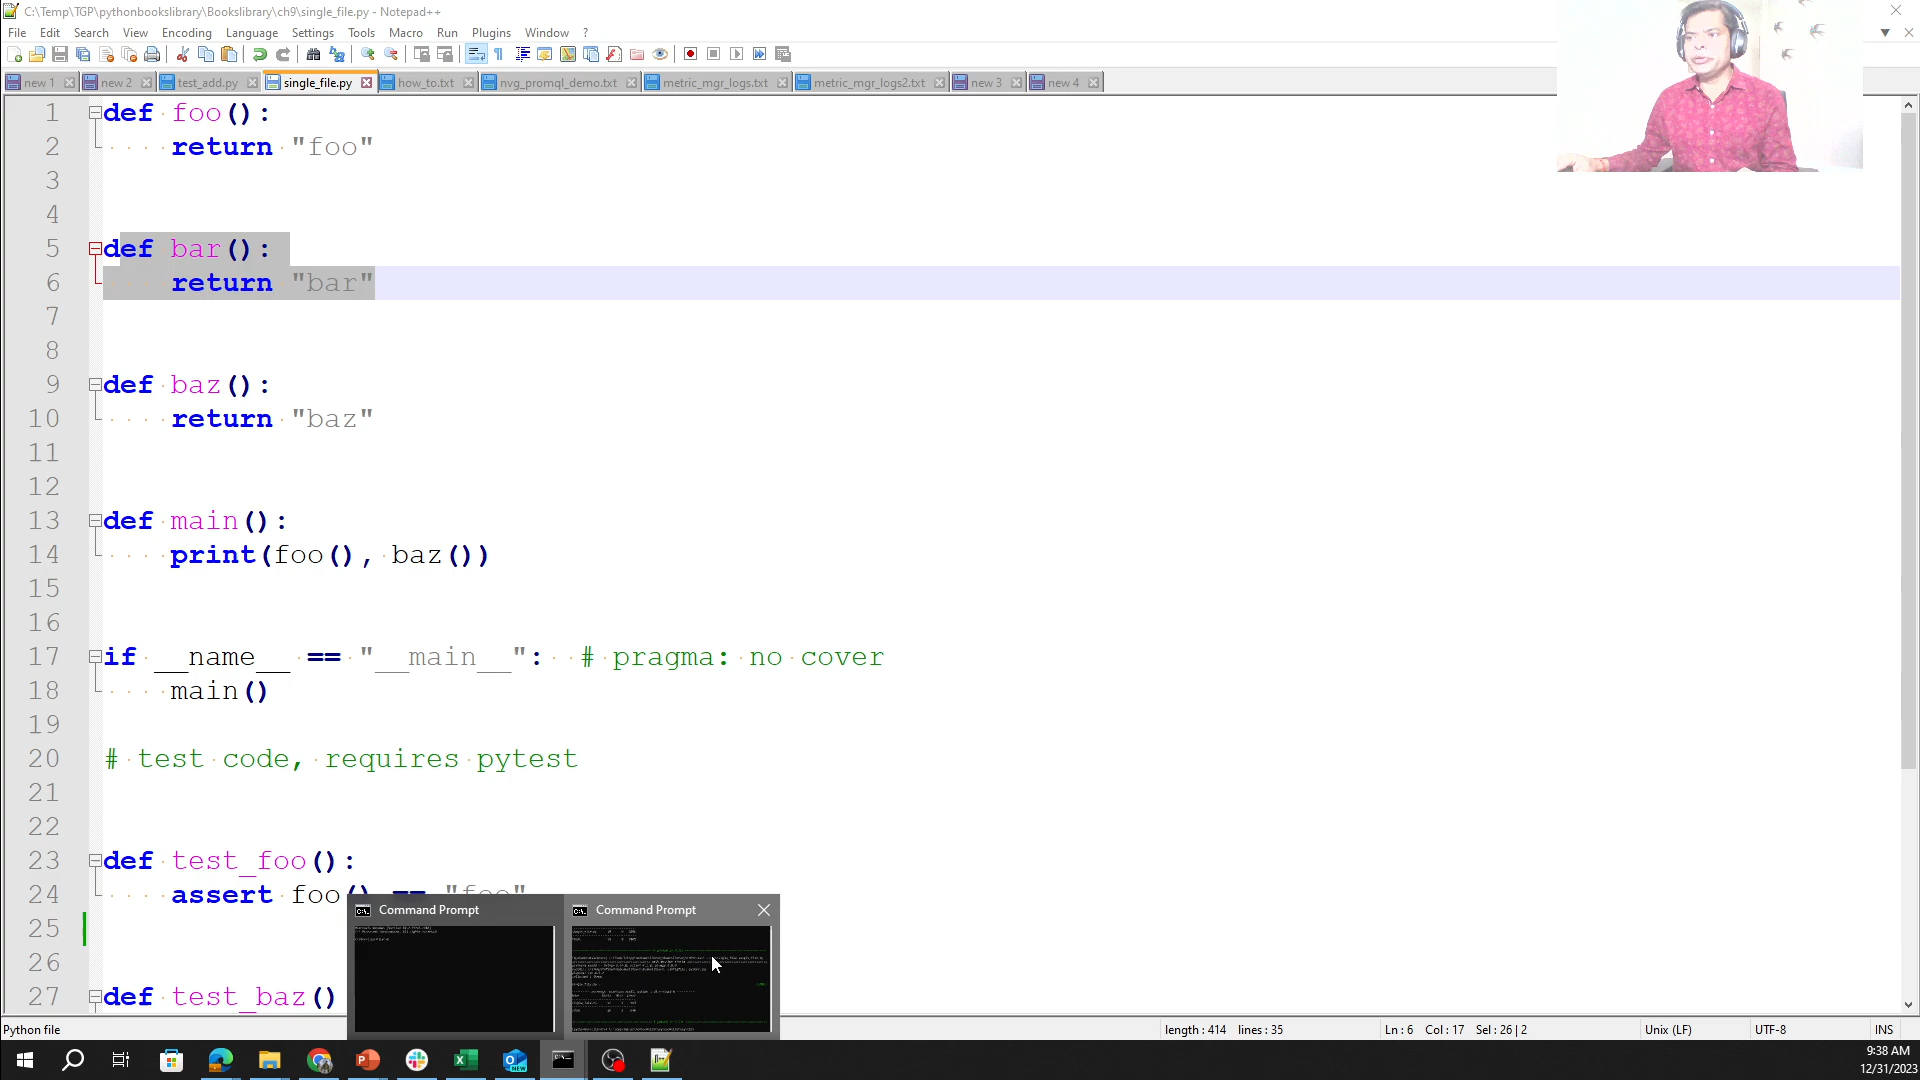 C:\Temp\TGP\pythonbookslibrary\Bookslibrary\ch9\single_file.py - Notepad++
File Edit Search View Encoding Language Settings Tools Macro Run Plugins Window ?
new 1 new 2 test_add.py single_file.py how_to.txt nvg_promql_demo.txt metric_mgr_logs.txt metric_mgr_logs2.txt new 3 new 4
1 def foo():
2 return "foo"
3
4
5 def bar():
6 return "bar"
7
8
9 def baz():
10 return "baz"
11
12
13 def main():
14 print(foo(), baz())
15
16
17 if __name__ == "__main__": # pragma: no cover
18 main()
19
20 # test code, requires pytest
21
22
23 def test_foo():
24 assert foo() == "foo"
25
26
27 def test_baz()
Command Prompt Command Prompt
Python file length : 414 lines : 35 Ln : 6 Col : 17 Sel : 26 | 2 Unix (LF) UTF-8 INS
9:38 AM
12/31/2023